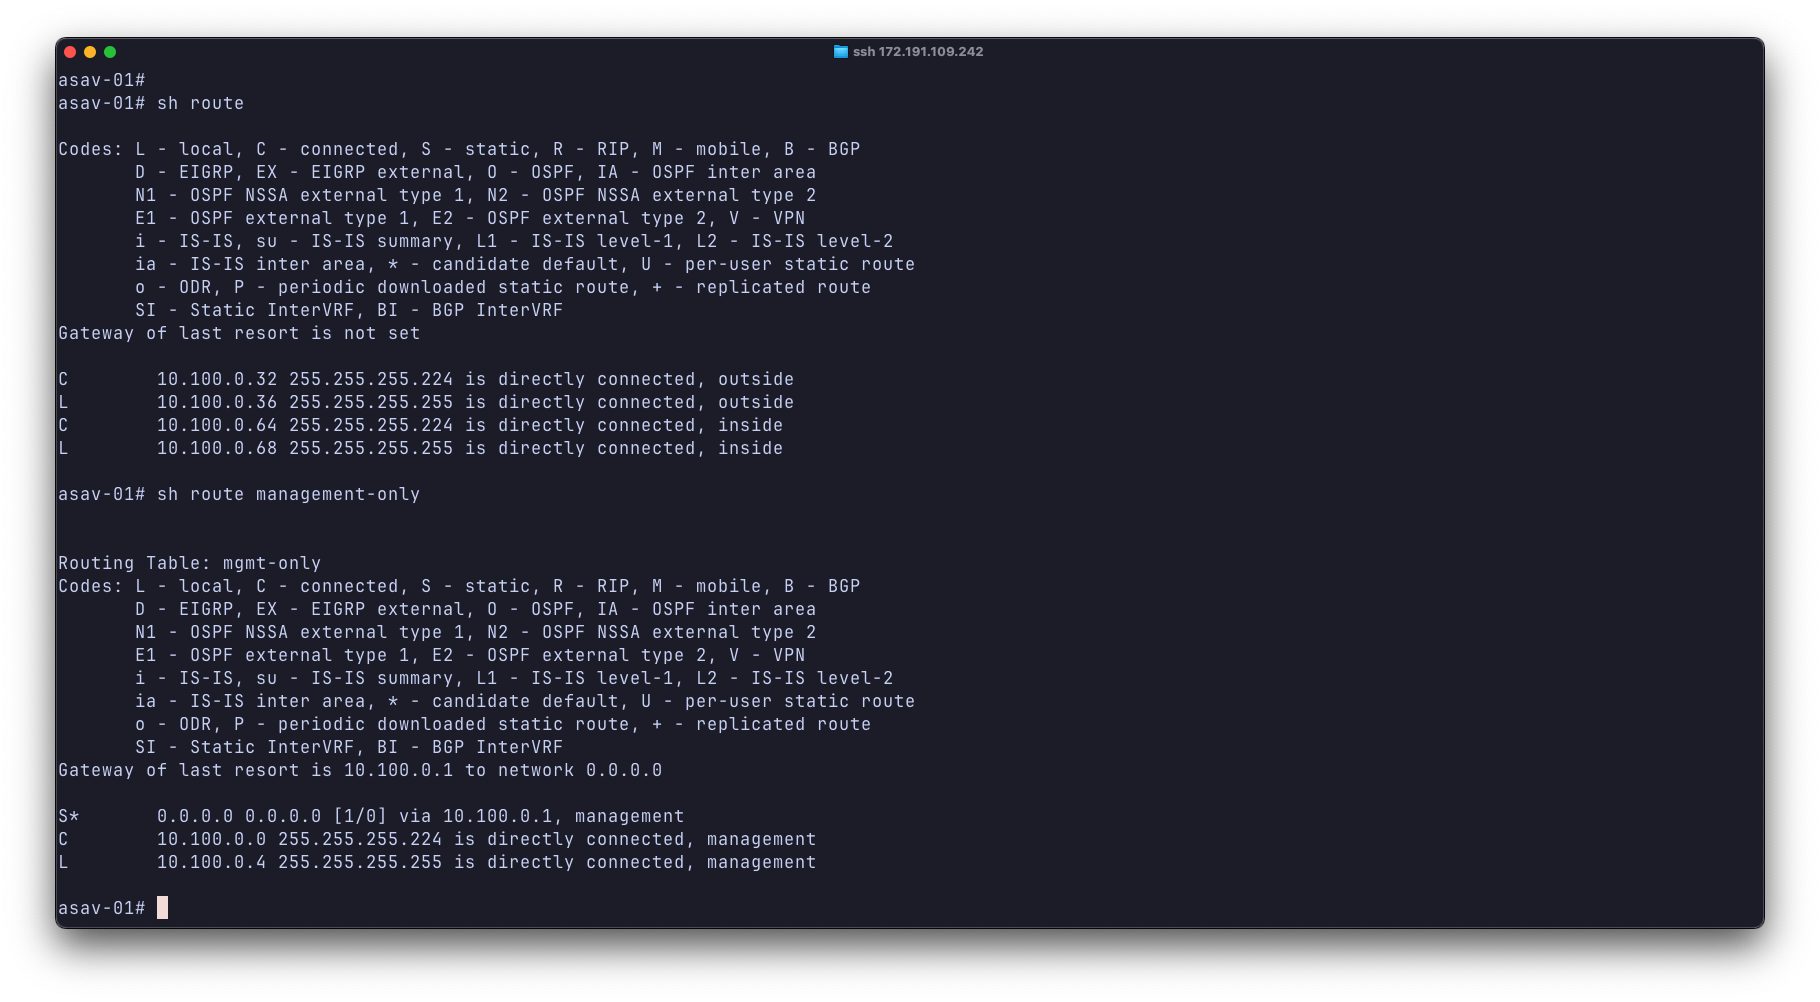 ssh 172.191.109.242
asav-01#
asav-01# sh route
Codes: L - local, C - connected, S - static, R - RIP, M - mobile, B - BGP
D - EIGRP, EX - EIGRP external, O - OSPF, IA - OSPF inter area
N1 - OSPF NSSA external type 1, N2 - OSPF NSSA external type 2
E1 - OSPF external type 1, E2 - OSPF external type 2, V - VPN
i - IS-IS, su - IS-IS summary, L1 - IS-IS level-1, L2 - IS-IS level-2
ia - IS-IS inter area, * - candidate default, U - per-user static route
o - ODR, P - periodic downloaded static route, + - replicated route
SI - Static InterVRF, BI - BGP InterVRF
Gateway of last resort is not set
C 10.100.0.32 255.255.255.224 is directly connected, outside
L 10.100.0.36 255.255.255.255 is directly connected, outside
C 10.100.0.64 255.255.255.224 is directly connected, inside
L 10.100.0.68 255.255.255.255 is directly connected, inside
asav-01# sh route management-only
Routing Table: mgmt-only
Codes: L - local, C - connected, S - static, R - RIP, M - mobile, B - BGP
D - EIGRP, EX - EIGRP external, O - OSPF, IA - OSPF inter area
N1 - OSPF NSSA external type 1, N2 - OSPF NSSA external type 2
E1 - OSPF external type 1, E2 - OSPF external type 2, V - VPN
i - IS-IS, su - IS-IS summary, L1 - IS-IS level-1, L2 - IS-IS level-2
ia - IS-IS inter area, * - candidate default, U - per-user static route
o - ODR, P - periodic downloaded static route, + - replicated route
SI - Static InterVRF, BI - BGP InterVRF
Gateway of last resort is 10.100.0.1 to network 0.0.0.0
S* 0.0.0.0 0.0.0.0 [1/0] via 10.100.0.1, management
C 10.100.0.0 255.255.255.224 is directly connected, management
L 10.100.0.4 255.255.255.255 is directly connected, management
asav-01#